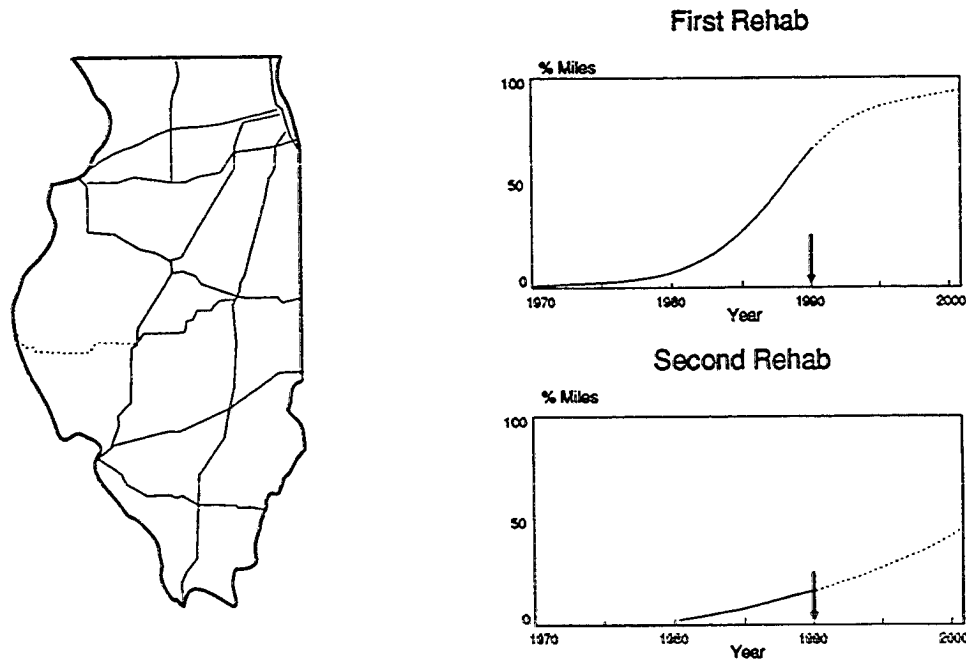 First Rehab
% Miles
100
50
0
1970 1980 1990 2000
Year
Second Rehab
% Miles
100
50
0
1970 1980 1990 2000
Year